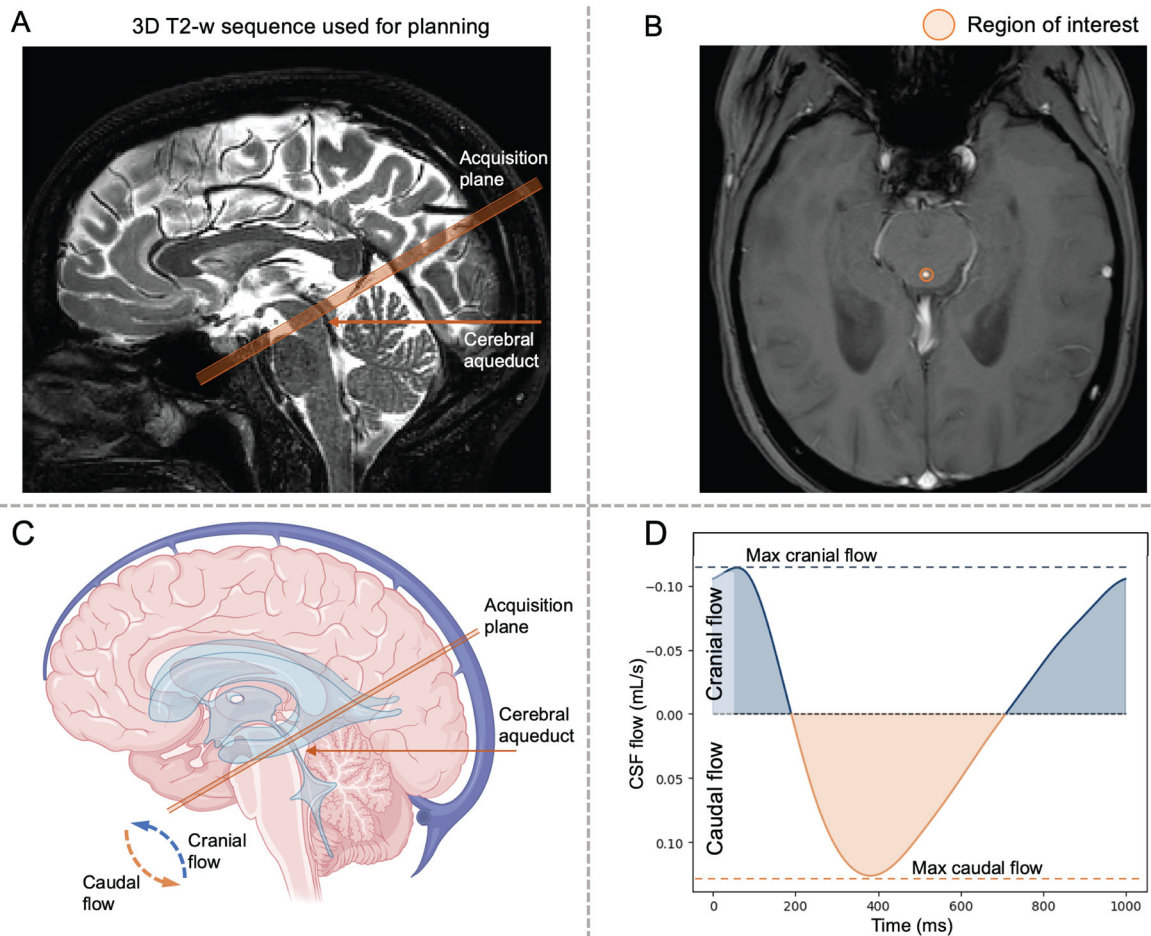 A
3D T2-w sequence used for planning
Acquisition
plane
Cerebral
aqueduct
B
Region of interest
C
Acquisition
plane
Cerebral
aqueduct
Cranial
flow
Caudal
flow
D
Max cranial flow
Cranial flow
Caudal flow
CSF flow (mL/s)
-0.10
-0.05
0.00
0.05
0.10
Max caudal flow
0
200
400
600
800
1000
Time (ms)